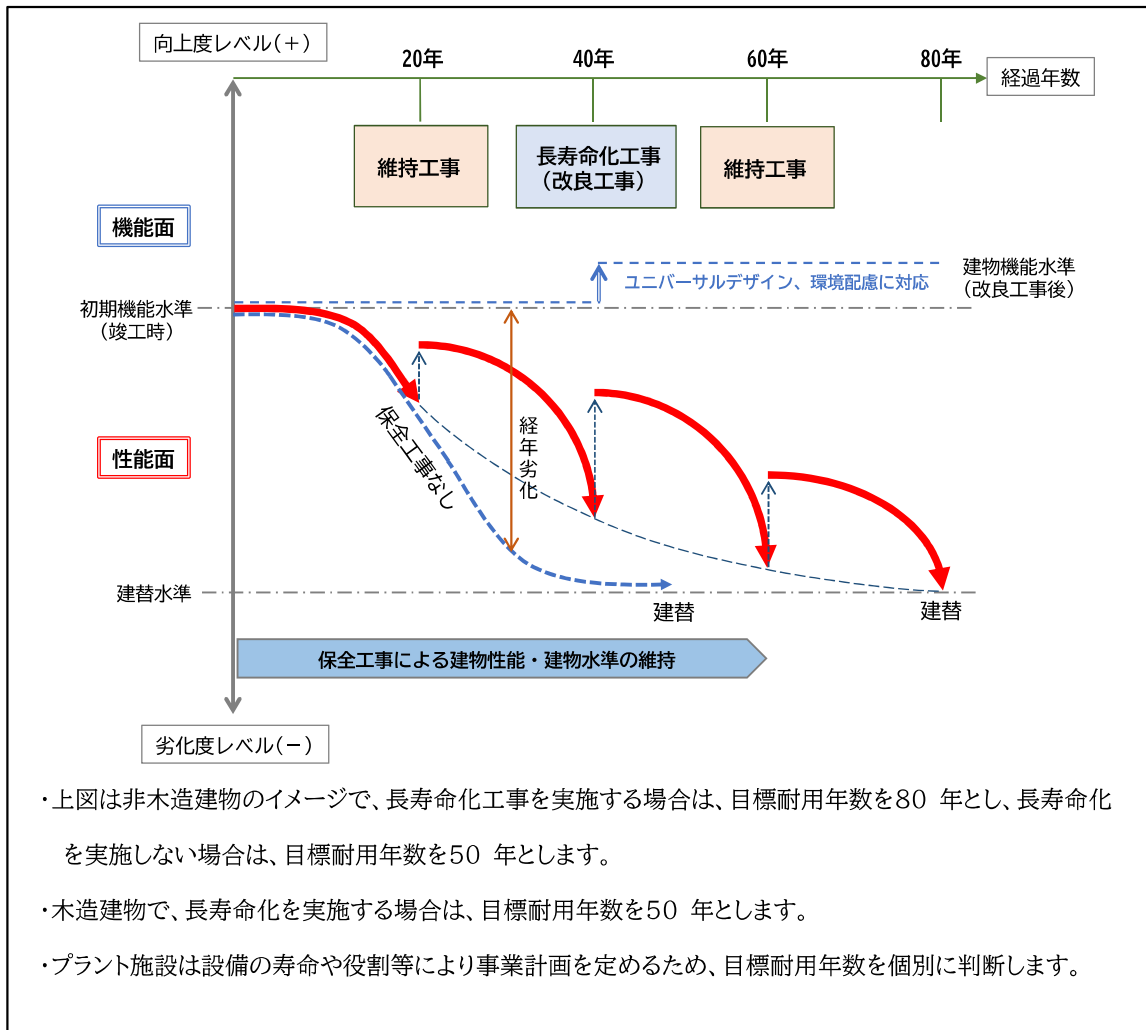 向上度レベル(+)
20年
40年
60年
80年
経過年数
維持工事
長寿命化工事
(改良工事)
維持工事
機能面
ユニバーサルデザイン、環境配慮に対応
建物機能水準
(改良工事後)
初期機能水準
(竣工時)
保全工事なし
経年劣化
性能面
建替水準
建替
建替
保全工事による建物性能・建物水準の維持
劣化度レベル(-)
・上図は非木造建物のイメージで、長寿命化工事を実施する場合は、目標耐用年数を80 年とし、長寿命化
を実施しない場合は、目標耐用年数を50 年とします。
・木造建物で、長寿命化を実施する場合は、目標耐用年数を50 年とします。
・プラント施設は設備の寿命や役割等により事業計画を定めるため、目標耐用年数を個別に判断します。